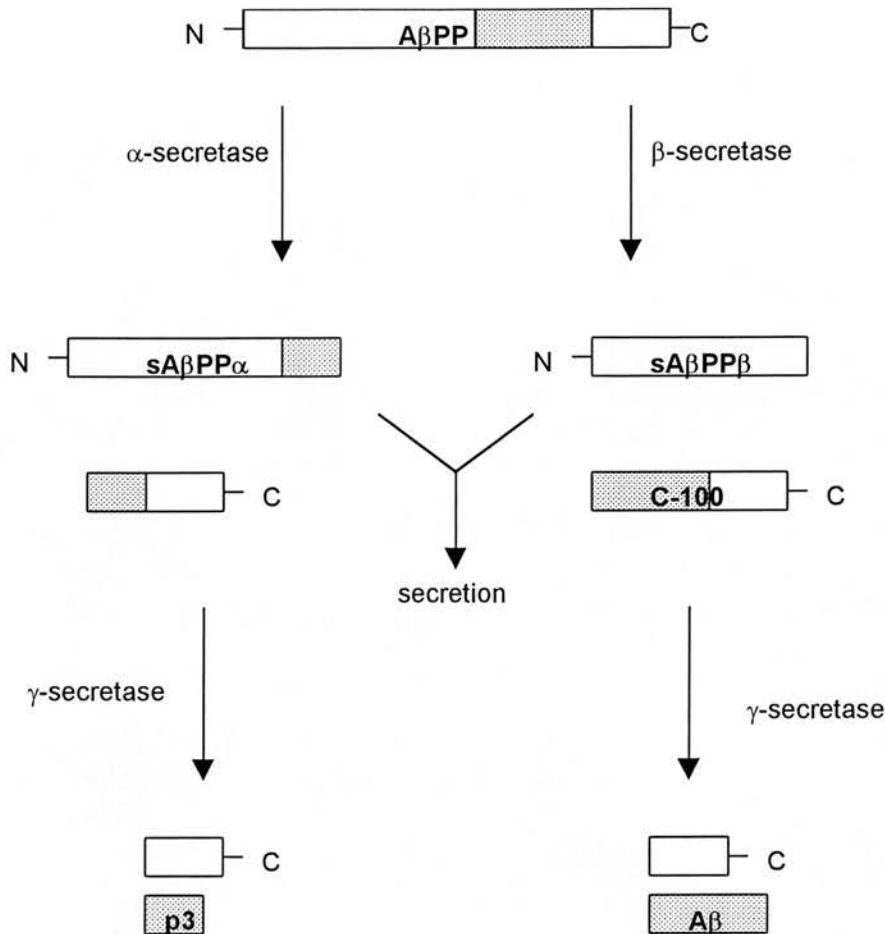 N AβPP C
α-secretase β-secretase
N sAβPPα N sAβPPβ
C C-100 C
secretion
γ-secretase γ-secretase
C C
p3 Aβ